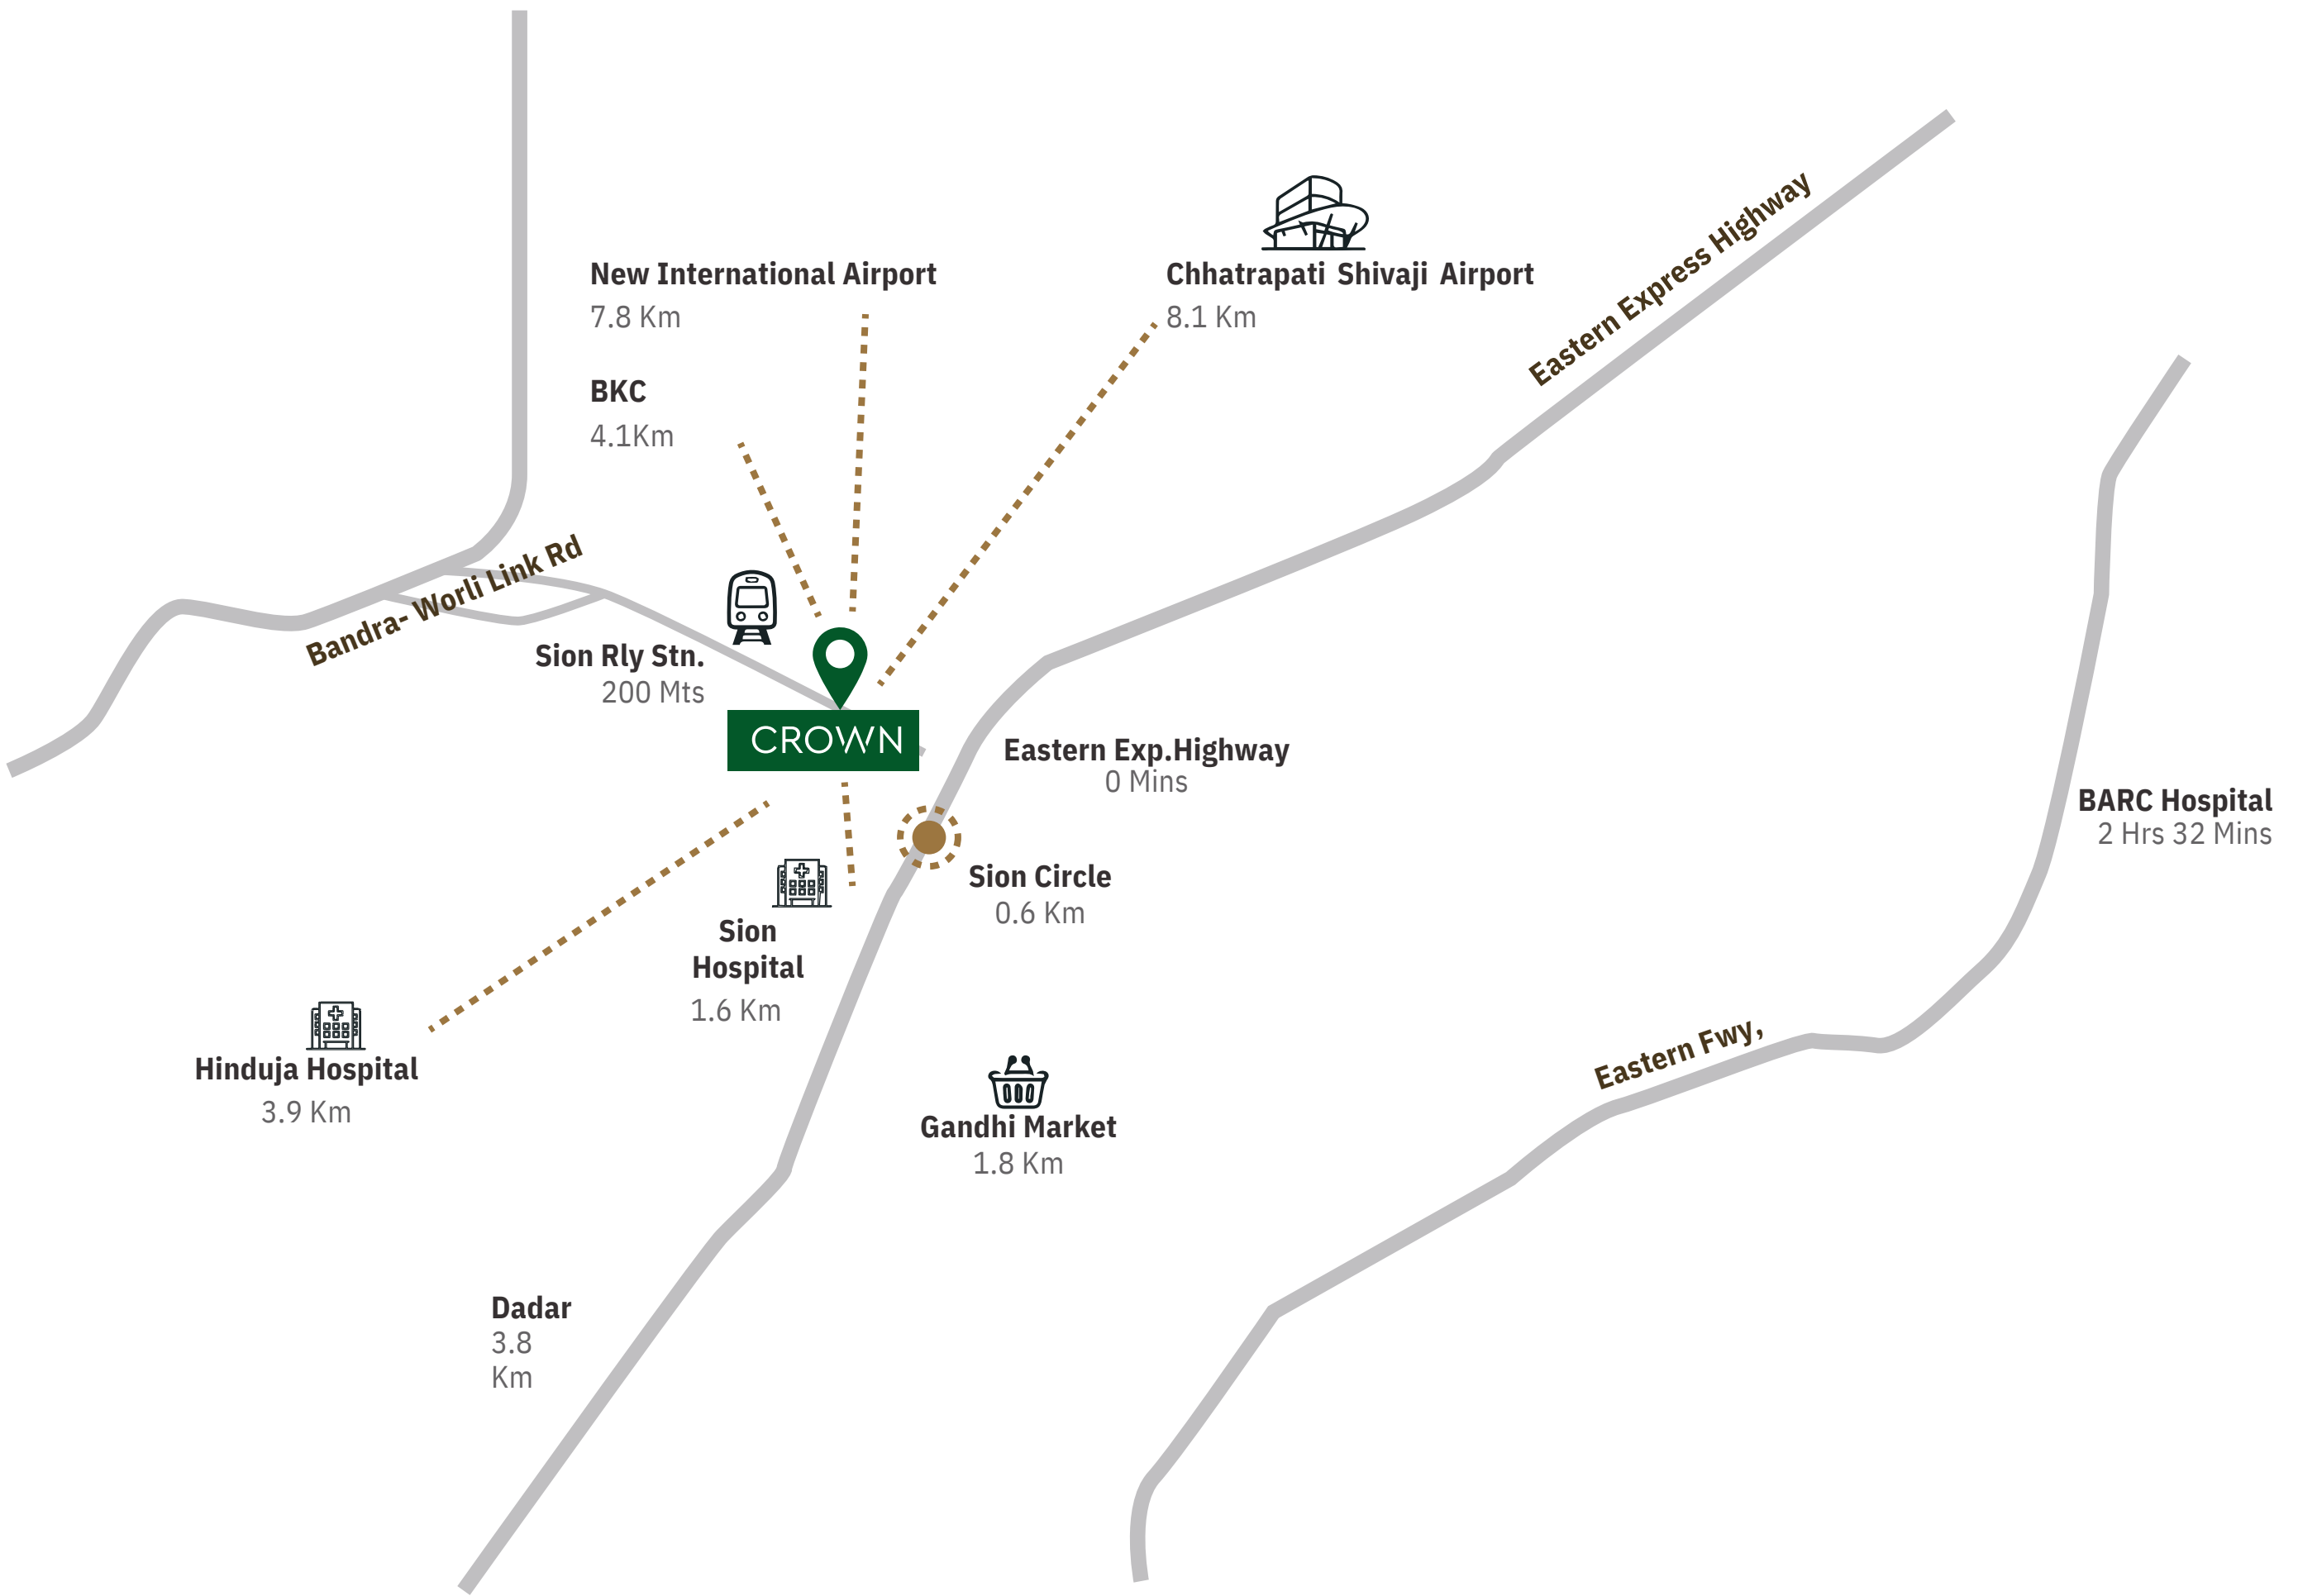 Eastern Express Highway
New International Airport
7.8 Km
Chhatrapati Shivaji Airport
8.1 Km
BKC
4.1Km
Bandra- Worli Link Rd
Sion Rly Stn.
200 Mts
CROWN
Eastern Exp.Highway
0 Mins
BARC Hospital
2 Hrs 32 Mins
Sion Circle
0.6 Km
Sion
Hospital
1.6 Km
Hinduja Hospital
3.9 Km
Eastern Fwy,
Gandhi Market
1.8 Km
Dadar
3.8
Km